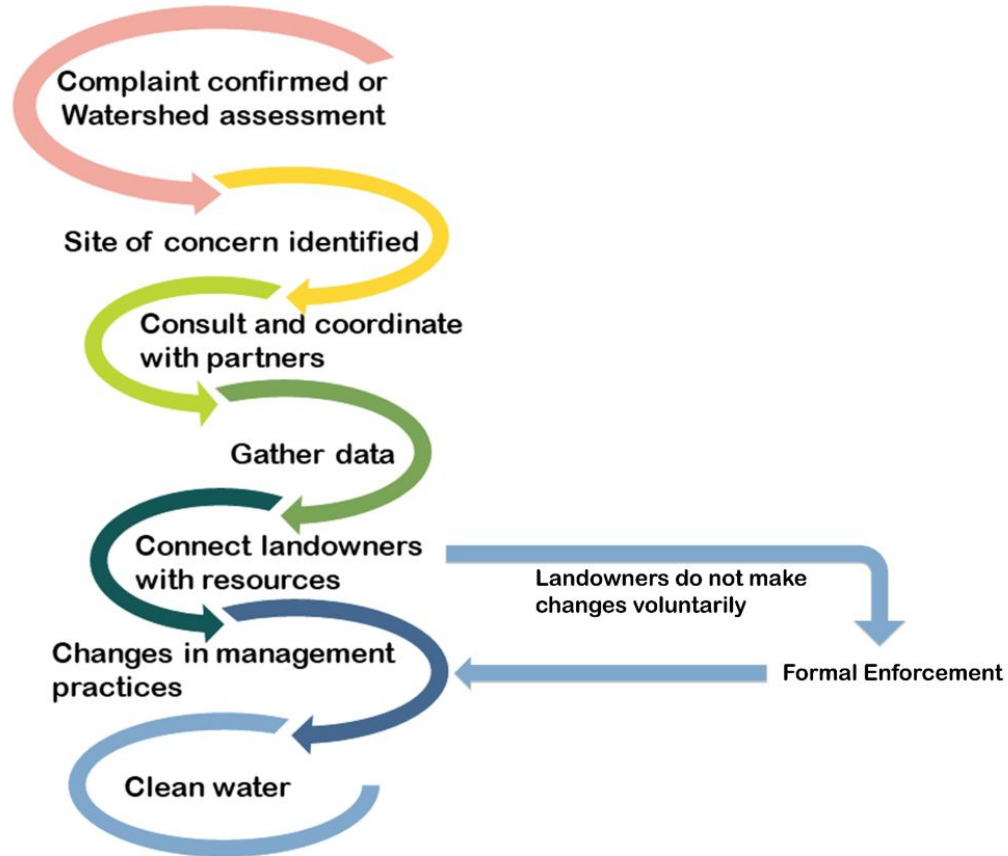 Complaint confirmed or
Watershed assessment
Site of concern identified
Consult and coordinate
with partners
Gather data
Connect landowners
with resources
Landowners do not make
changes voluntarily
Changes in management
practices
Formal Enforcement
Clean water